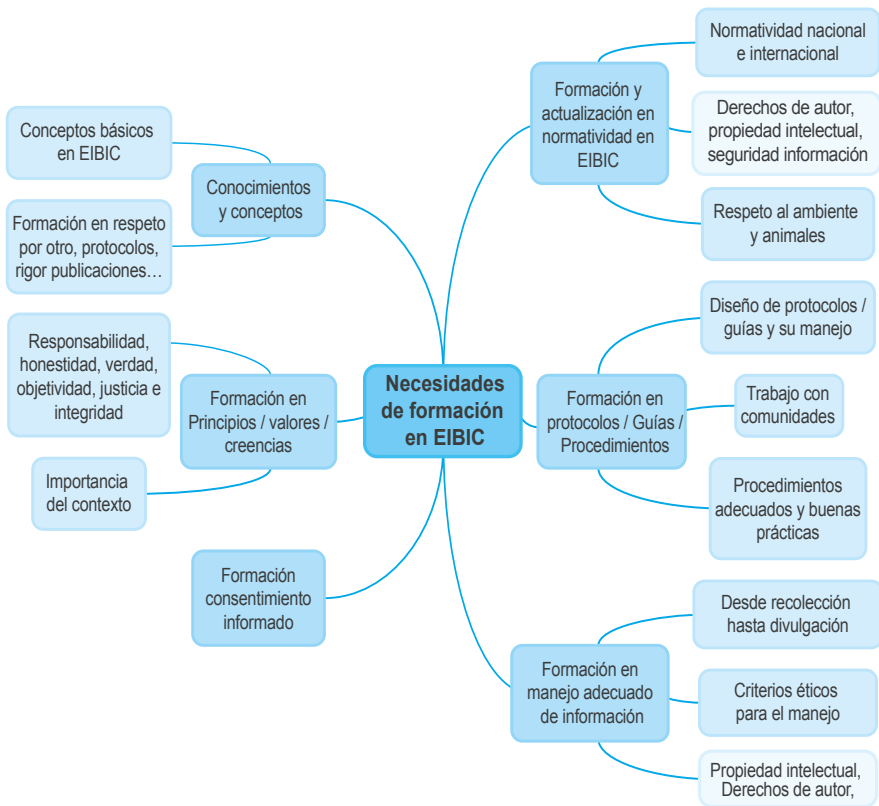 Necesidades
de formación
en EIBIC
Conocimientos
y conceptos
Conceptos básicos
en EIBIC
Formación en respeto
por otro, protocolos,
rigor publicaciones…
Formación en
Principios / valores /
creencias
Responsabilidad,
honestidad, verdad,
objetividad, justicia e
integridad
Importancia
del contexto
Formación
consentimiento
informado
Formación y
actualización en
normatividad en
EIBIC
Normatividad nacional
e internacional
Derechos de autor,
propiedad intelectual,
seguridad información
Respeto al ambiente
y animales
Formación en
protocolos / Guías /
Procedimientos
Diseño de protocolos /
guías y su manejo
Trabajo con
comunidades
Procedimientos
adecuados y buenas
prácticas
Formación en
manejo adecuado
de información
Desde recolección
hasta divulgación
Criterios éticos
para el manejo
Propiedad intelectual,
Derechos de autor,